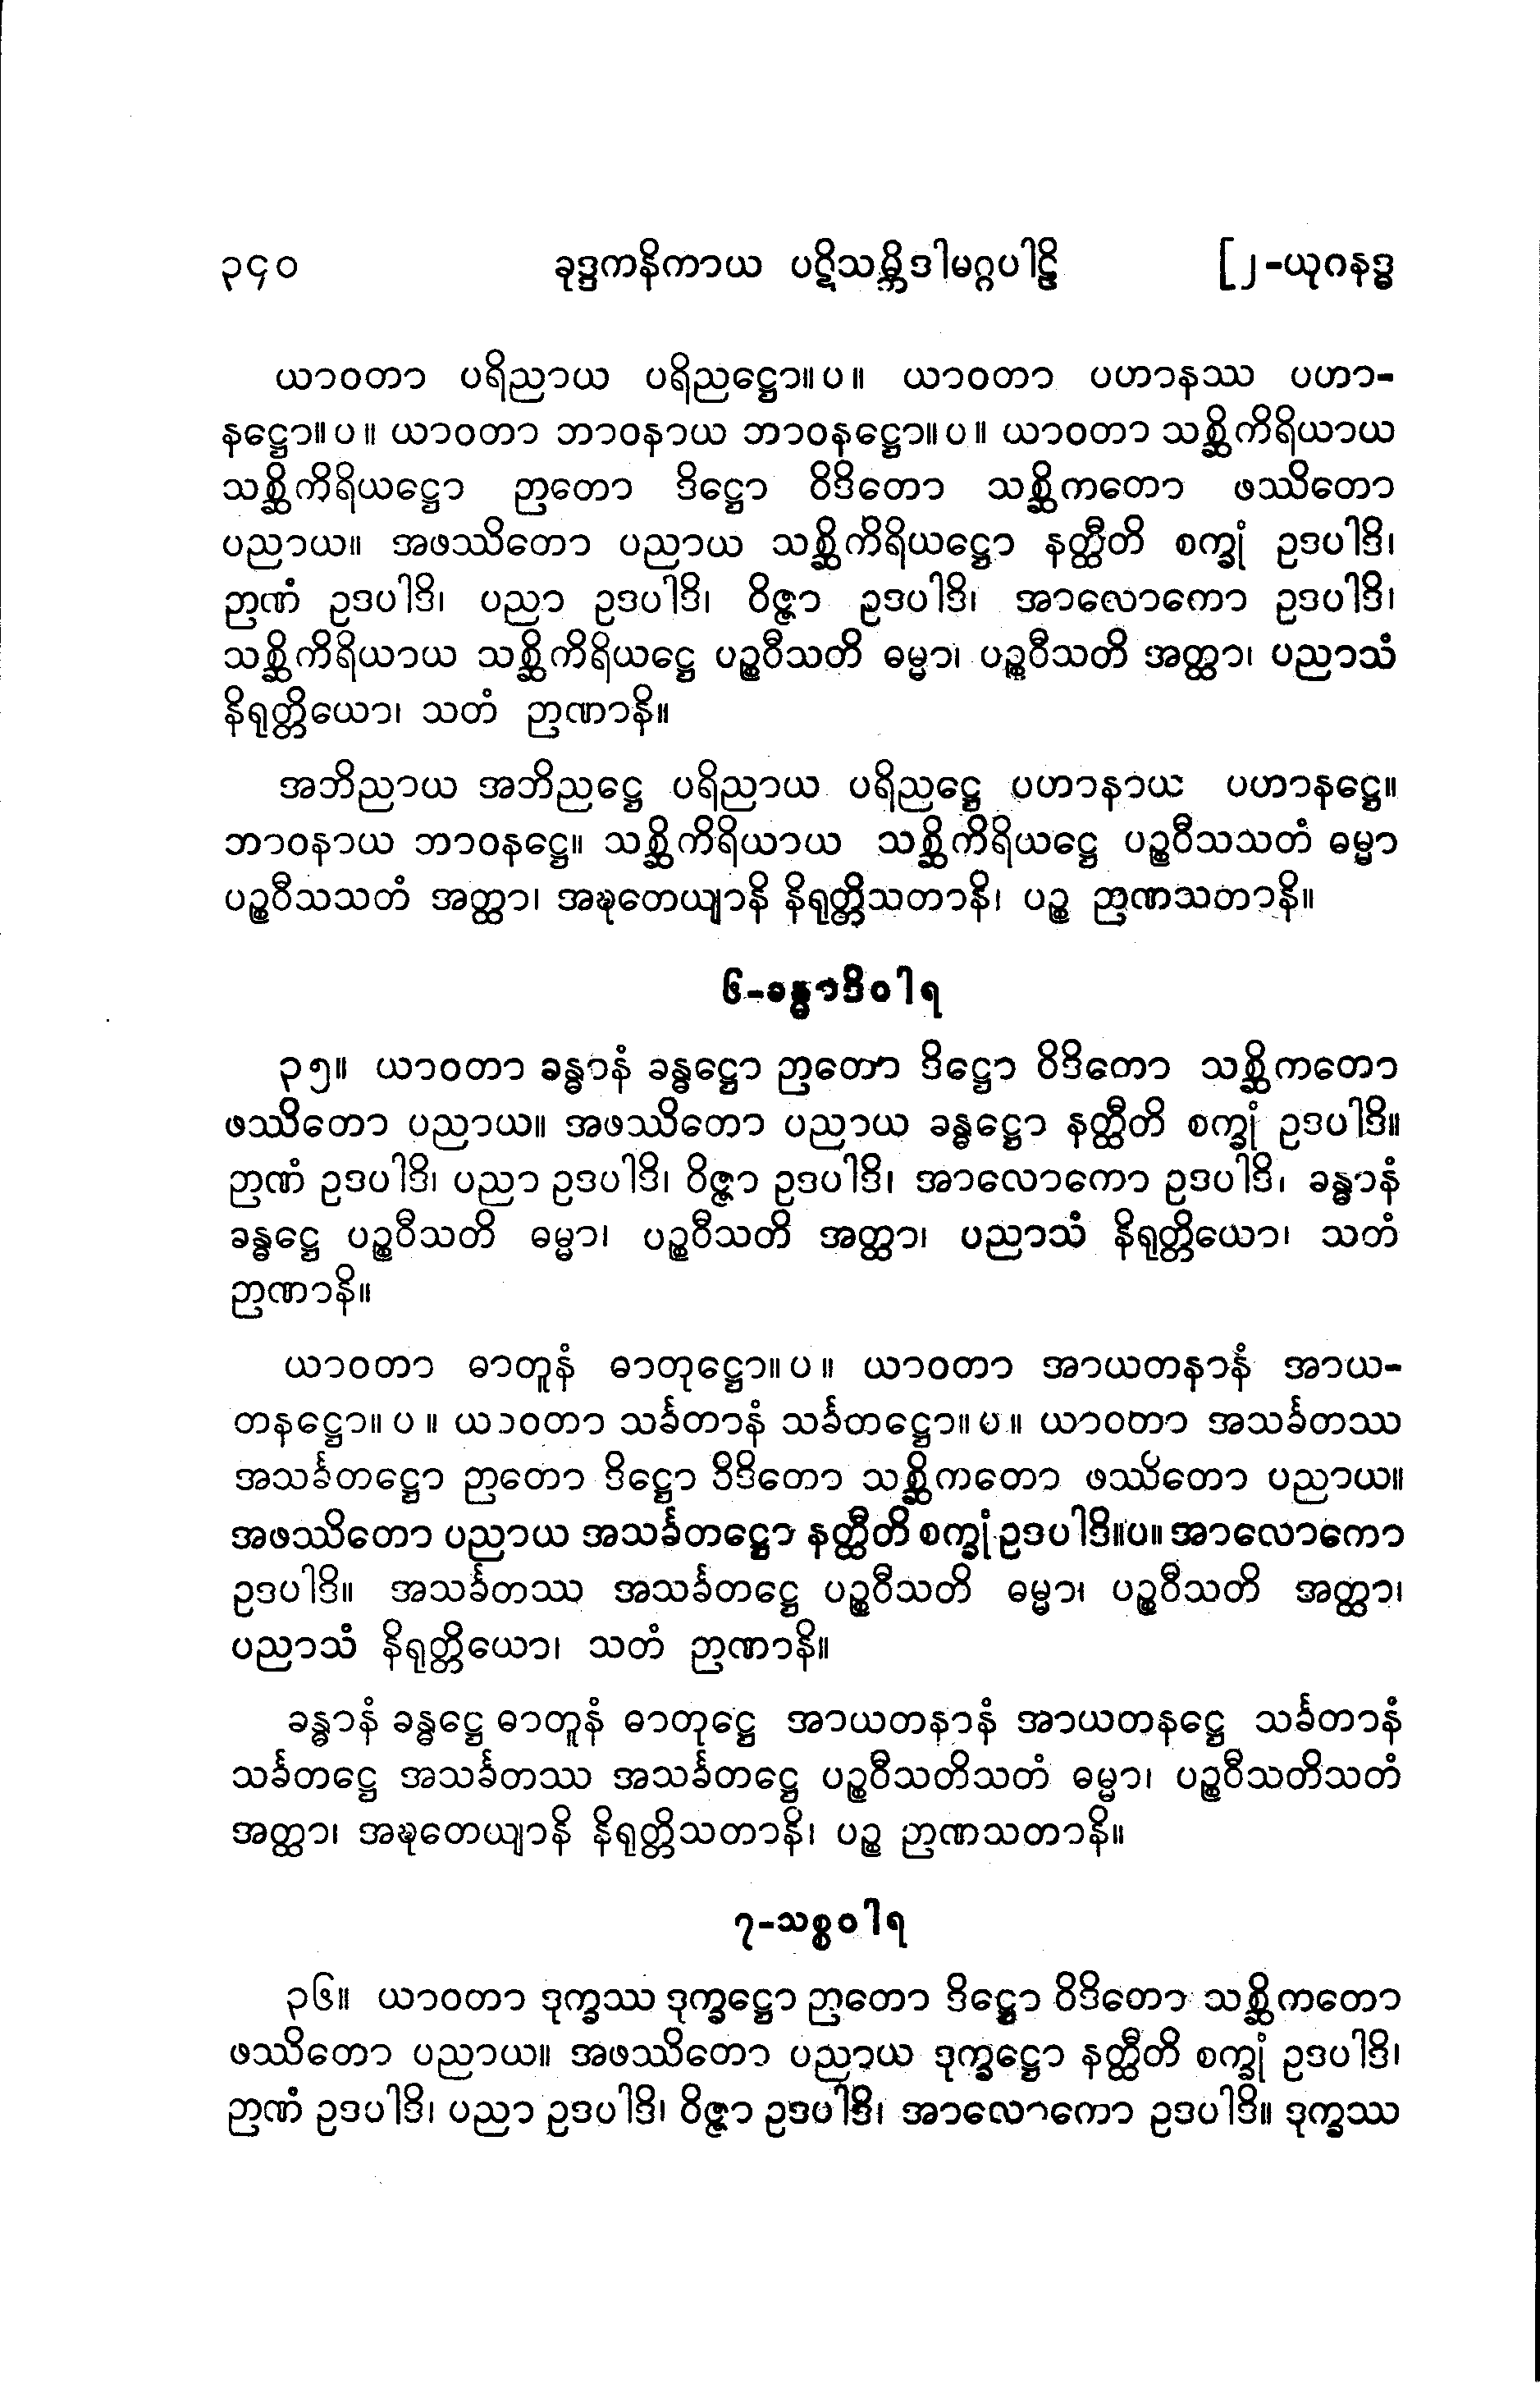 ၃၄၀ ခုဒ္ဒကနိကာယ ပဋိသမ္ဘိဒါမဂ္ဂပါဠိ [၂-ယုဂနဒ္ဓ
ယာဝတာ ပရိညာယ ပရိညဋ္ဌော။ပ။ ယာဝတာ ပဟာနဿ ပဟာ-
နဋ္ဌော။ပ။ ယာဝတာ ဘာဝနာယ ဘာဝနဋ္ဌော။ပ။ ယာဝတာ သစ္ဆိကိရိယာယ
သစ္ဆိကိရိယဋ္ဌော ဉာတော ဒိဋ္ဌော ဝိဒိတော သစ္ဆိကတော ဖဿိတော
ပညာယ။ အဖဿိတော ပညာယ သစ္ဆိကိရိယဋ္ဌော နတ္ထီတိ စက္ခုံ ဥဒပါဒိ၊
ဉာဏံ ဥဒပါဒိ၊ ပညာ ဥဒပါဒိ၊ ဝိဇ္ဇာ ဥဒပါဒိ၊ အာလောကော ဥဒပါဒိ၊
သစ္ဆိကိရိယာယ သစ္ဆိကိရိယဋ္ဌေ ပဉ္စဝီသတိ ဓမ္မာ၊ ပဉ္စဝီသတိ အတ္ထာ၊ ပညာသံ
နိရုတ္တိယော၊ သတံ ဉာဏာနိ။
အဘိညာယ အဘိညဋ္ဌေ ပရိညာယ ပရိညဋ္ဌေ ပဟာနာယ ပဟာနဋ္ဌေ။
ဘာဝနာယ ဘာဝနဋ္ဌေ။ သစ္ဆိကိရိယာယ သစ္ဆိကိရိယဋ္ဌေ ပဉ္စဝီသသတံ ဓမ္မာ
ပဉ္စဝီသသတံ အတ္ထာ၊ အဍ္ဎတေယျာနိ နိရုတ္တိသတာနိ၊ ပဉ္စ ဉာဏသတာနိ။
၆-ခန္ဓာဒိဝါရ
၃၅။ ယာဝတာ ခန္ဓာနံ ခန္ဓဋ္ဌော ဉာတော ဒိဋ္ဌော ဝိဒိတော သစ္ဆိကတော
ဖဿိတော ပညာယ။ အဖဿိတော ပညာယ ခန္ဓဋ္ဌော နတ္ထီတိ စက္ခုံ ဥဒပါဒိ။
ဉာဏံ ဥဒပါဒိ၊ ပညာ ဥဒပါဒိ၊ ဝိဇ္ဇာ ဥဒပါဒိ၊ အာလောကော ဥဒပါဒိ၊ ခန္ဓာနံ
ခန္ဓဋ္ဌေ ပဉ္စဝီသတိ ဓမ္မာ၊ ပဉ္စဝီသတိ အတ္ထာ၊ ပညာသံ နိရုတ္တိယော၊ သတံ
ဉာဏာနိ။
ယာဝတာ ဓာတူနံ ဓာတုဋ္ဌော။ပ။ ယာဝတာ အာယတနာနံ အာယ-
တနဋ္ဌော။ပ။ ယာဝတာ သင်္ခတာနံ သင်္ခတဋ္ဌော။ပ။ ယာဝတာ အသင်္ခတဿ
အသင်္ခတဋ္ဌော ဉာတော ဒိဋ္ဌော ဝိဒိတော သစ္ဆိကတော ဖဿိတော ပညာယ။
အဖဿိတော ပညာယ အသင်္ခတဋ္ဌော နတ္ထီတိ စက္ခုံ ဥဒပါဒိ။ပ။ အာလောကော
ဥဒပါဒိ။ အသင်္ခတဿ အသင်္ခတဋ္ဌေ ပဉ္စဝီသတိ ဓမ္မာ၊ ပဉ္စဝီသတိ အတ္ထာ၊
ပညာသံ နိရုတ္တိယော၊ သတံ ဉာဏာနိ။
ခန္ဓာနံ ခန္ဓဋ္ဌေ ဓာတူနံ ဓာတုဋ္ဌေ အာယတနာနံ အာယတနဋ္ဌေ သင်္ခတာနံ
သင်္ခတဋ္ဌေ အသင်္ခတဿ အသင်္ခတဋ္ဌေ ပဉ္စဝီသတိသတံ ဓမ္မာ၊ ပဉ္စဝီသတိသတံ
အတ္ထာ၊ အဍ္ဎတေယျာနိ နိရုတ္တိသတာနိ၊ ပဉ္စ ဉာဏသတာနိ။
၇-သစ္စဝါရ
၃၆။ ယာဝတာ ဒုက္ခဿ ဒုက္ခဋ္ဌော ဉာတော ဒိဋ္ဌော ဝိဒိတော သစ္ဆိကတော
ဖဿိတော ပညာယ။ အဖဿိတော ပညာယ ဒုက္ခဋ္ဌော နတ္ထီတိ စက္ခုံ ဥဒပါဒိ၊
ဉာဏံ ဥဒပါဒိ၊ ပညာ ဥဒပါဒိ၊ ဝိဇ္ဇာ ဥဒပါဒိ၊ အာလောကော ဥဒပါဒိ။ ဒုက္ခဿ